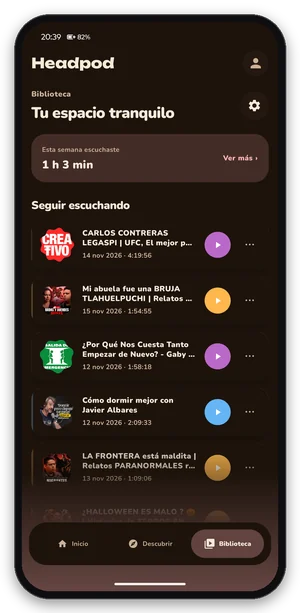 20:39 82%
Headpod
Biblioteca
Tu espacio tranquilo
Esta semana escuchaste
1 h 3 min
Ver más ›
Seguir escuchando
CREA
TIVO
CARLOS CONTRERAS
LEGASPI | UFC, El mejor p...
14 nov 2026 · 4:19:56
Mi abuela fue una BRUJA
TLAHUELPUCHI | Relatos ...
15 nov 2026 · 1:54:55
SALIDA DE
EMERGENCIA
¿Por Qué Nos Cuesta Tanto
Empezar de Nuevo? - Gaby ...
12 nov 2026 · 1:58:18
Cómo dormir mejor con
Javier Albares
12 nov 2026 · 2:09:33
LA FRONTERA está maldita |
Relatos PARANORMALES r...
13 nov 2026 · 1:09:06
¿HALLOWEEN ES MALO ?
Inicio
Descubrir
Biblioteca